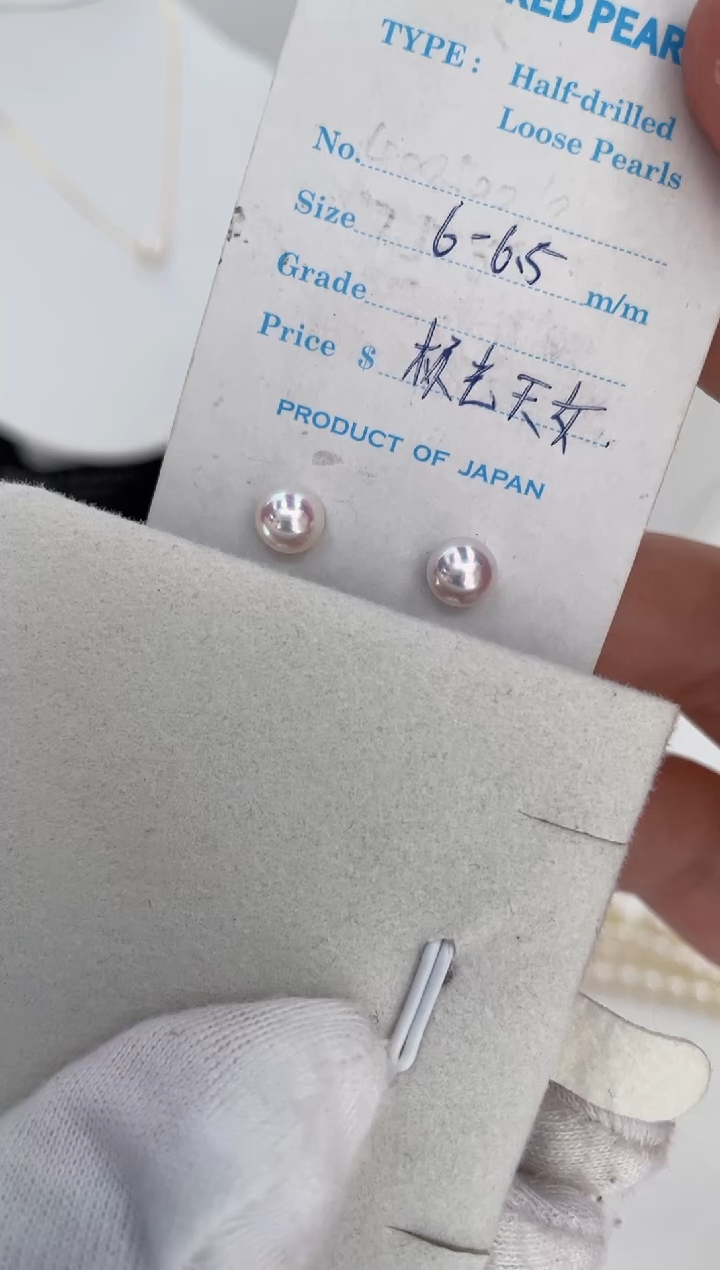 RED PEAR
TYPE: Half-drilled
Loose Pearls
No.
Size 6-6.5 m/m
Grade
Price $ 极光天女
PRODUCT OF JAPAN